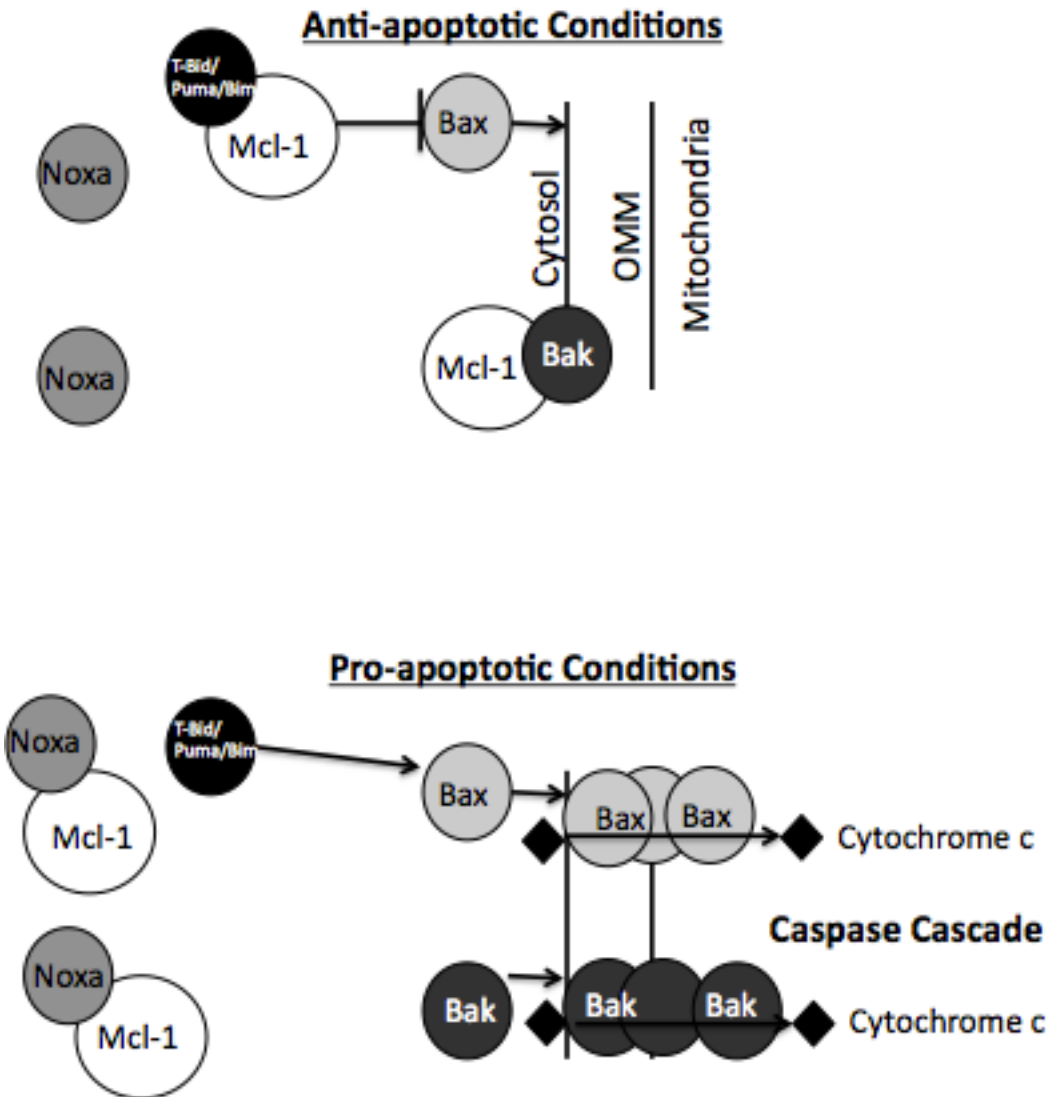 Anti-apoptotic Conditions
T-Bid/
Puma/Bim
Mcl-1
Bax
Noxa
Cytosol
OMM
Mitochondria
Noxa
Mcl-1
Bak
Pro-apoptotic Conditions
Noxa
T-Bid/
Puma/Bim
Mcl-1
Bax
Bax
Bax
Cytochrome c
Caspase Cascade
Noxa
Mcl-1
Bak
Bak
Bak
Cytochrome c